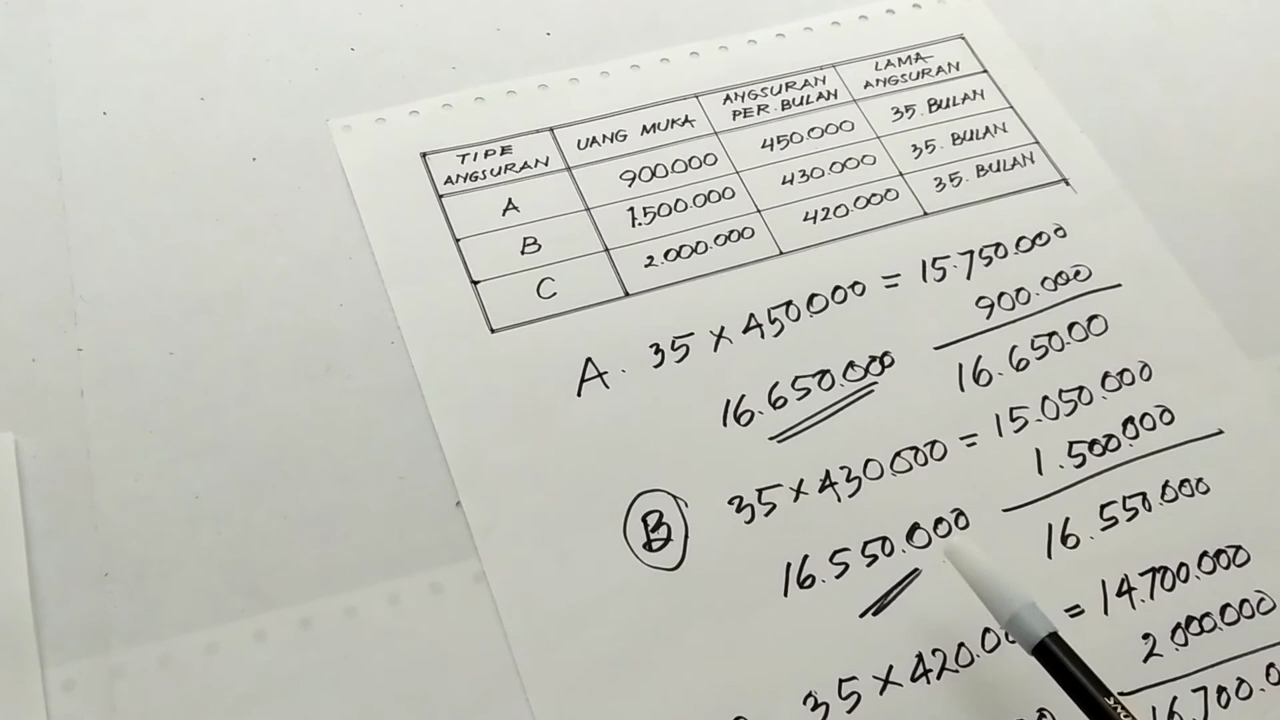 TIPE ANGSURAN UANG MUKA ANGSURAN PER.BULAN LAMA ANGSURAN
A 900.000 450.000 35. BULAN
B 1.500.000 430.000 35. BULAN
C 2.000.000 420.000 35. BULAN
A. 35 × 450.000 = 15.750.000
900.000
16.650.000 16.650.00
B 35 × 430.000 = 15.050.000
1.500.000
16.550.000 16.550.000
35 × 420.00 = 14.700.000
2.000.000
16.700.0